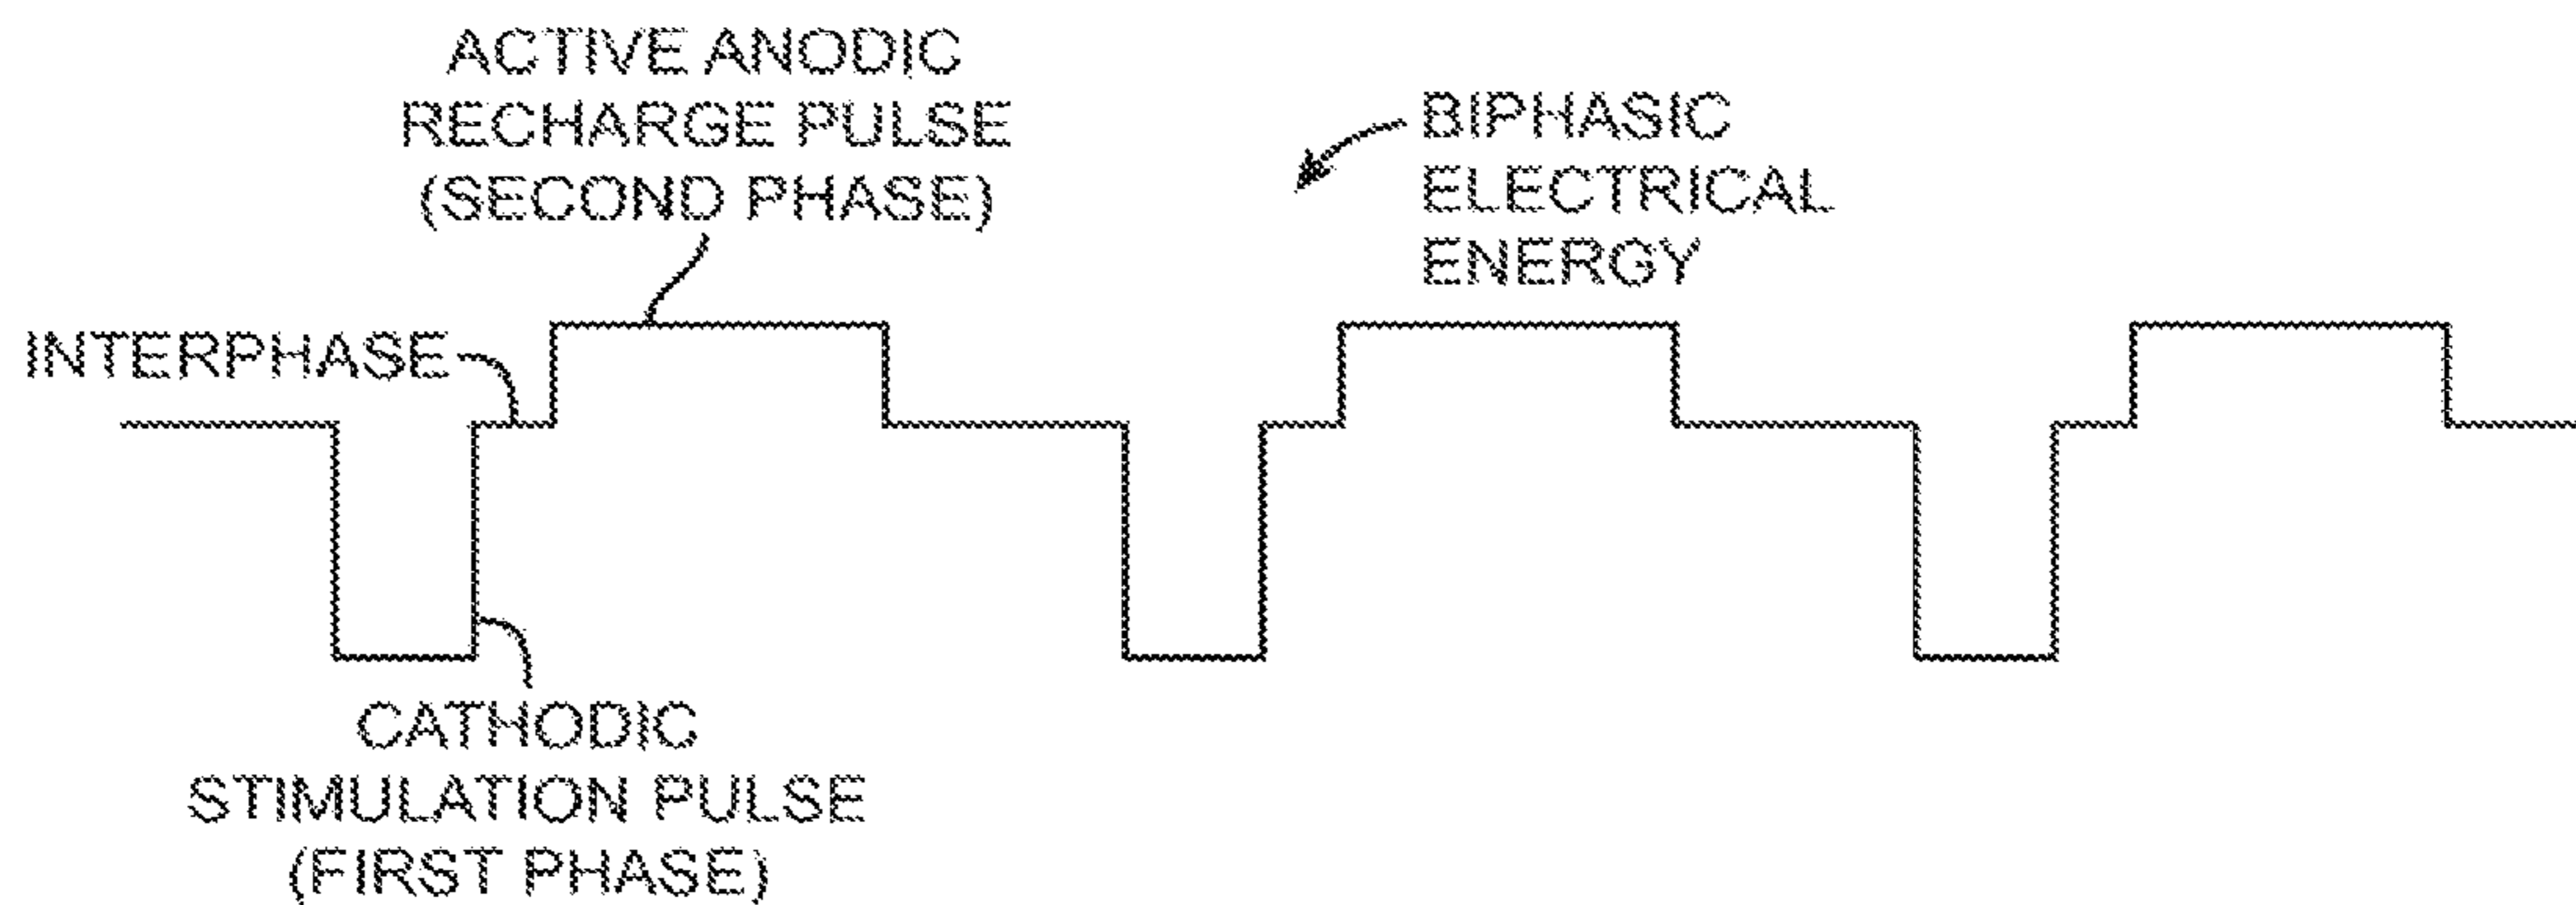 ACTIVE ANODIC
RECHARGE PULSE
(SECOND PHASE)
BIPHASIC
ELECTRICAL
ENERGY
INTERPHASE
CATHODIC
STIMULATION PULSE
(FIRST PHASE)